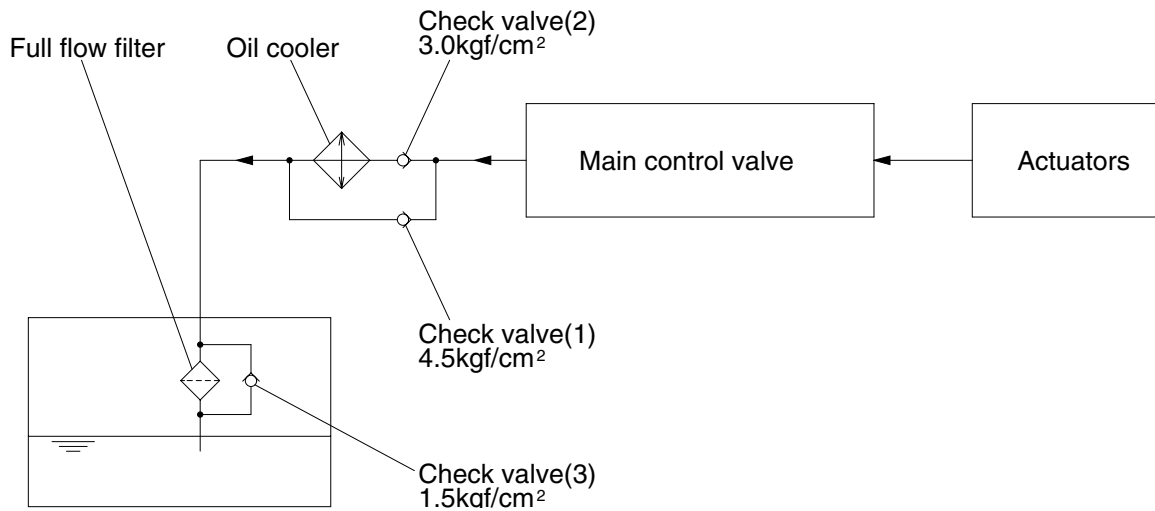 Check valve(2)
3.0kgf/cm²
Full flow filter
Oil cooler
Main control valve
Actuators
Check valve(1)
4.5kgf/cm²
Check valve(3)
1.5kgf/cm²